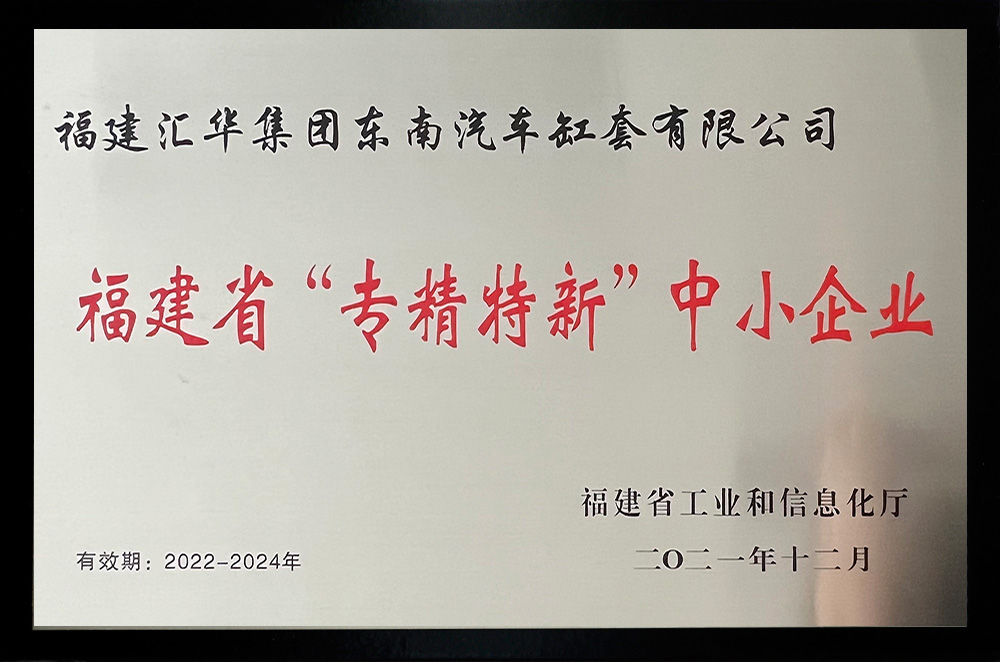 福建汇华集团东南汽车缸套有限公司
福建省“专精特新”中小企业
福建省工业和信息化厅
有效期：2022-2024年
二〇二一年十二月